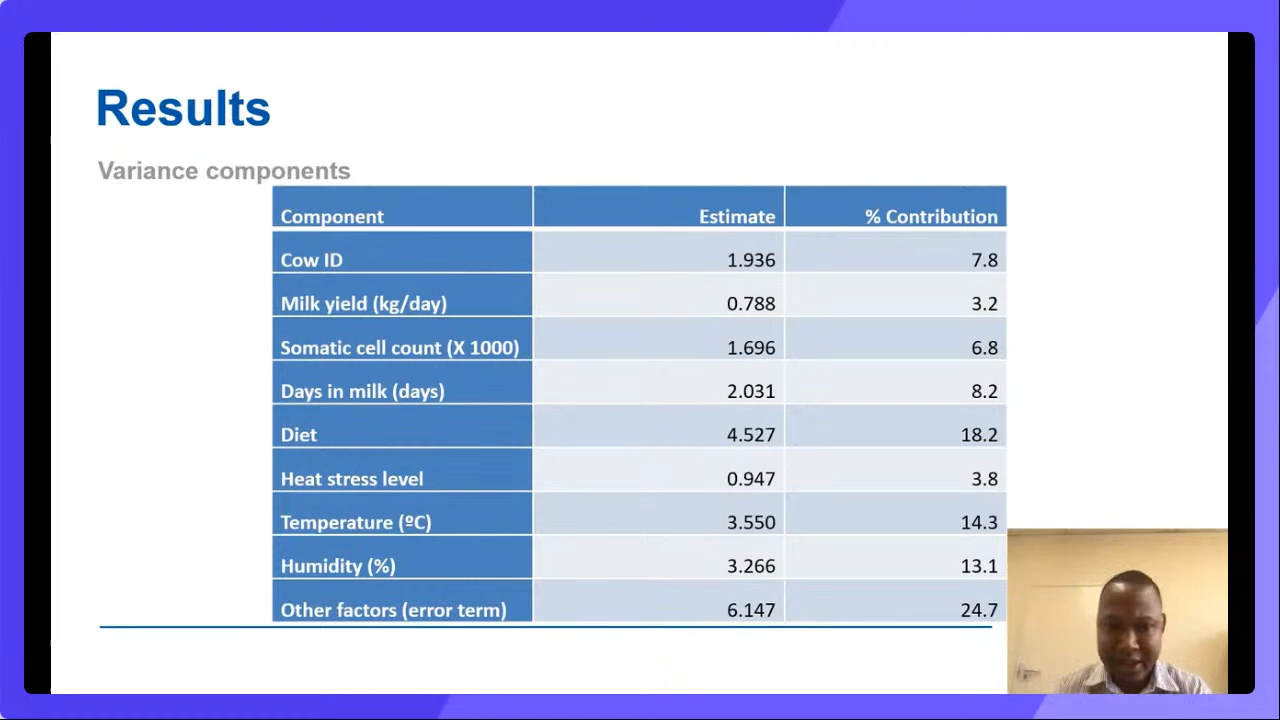 Results
Variance components
Component Estimate % Contribution
Cow ID 1.936 7.8
Milk yield (kg/day) 0.788 3.2
Somatic cell count (X 1000) 1.696 6.8
Days in milk (days) 2.031 8.2
Diet 4.527 18.2
Heat stress level 0.947 3.8
Temperature (ºC) 3.550 14.3
Humidity (%) 3.266 13.1
Other factors (error term) 6.147 24.7